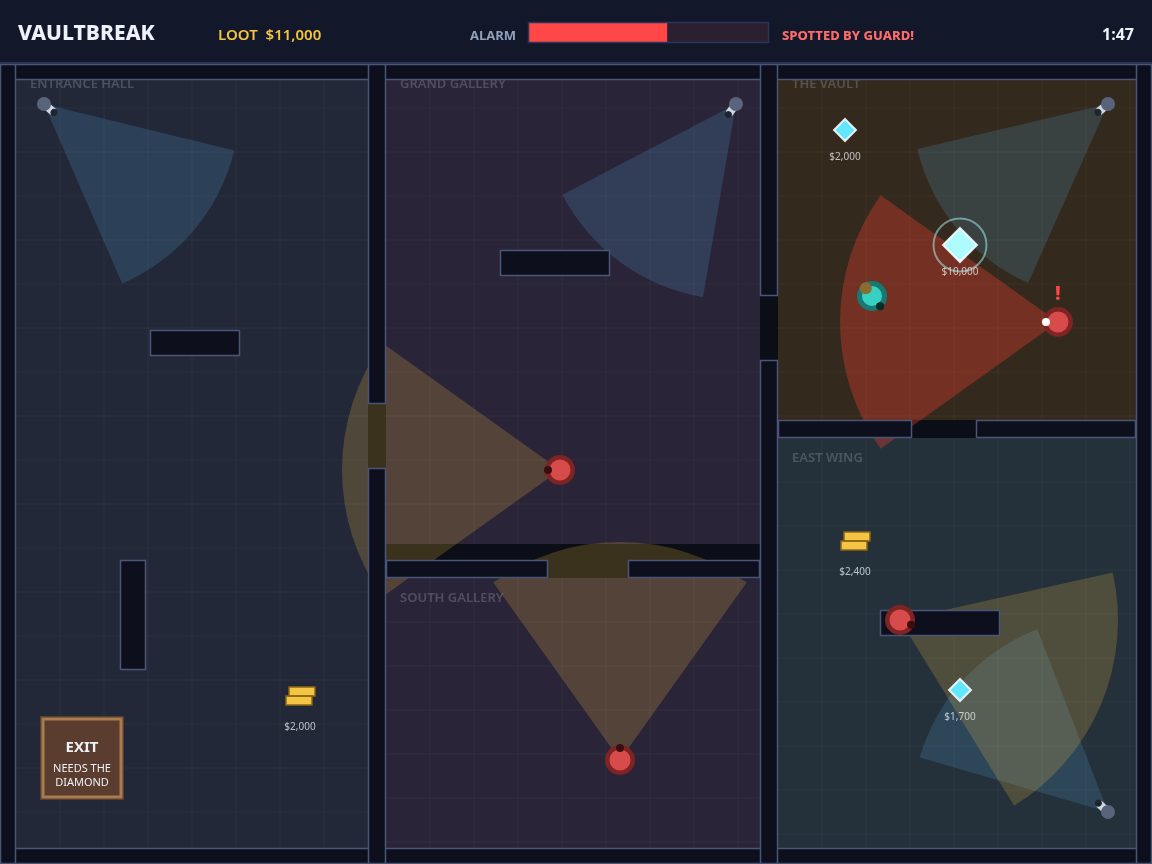 VAULTBREAK
LOOT $11,000
ALARM
SPOTTED BY GUARD!
1:47
ENTRANCE HALL
GRAND GALLERY
THE VAULT
$2,000
$10,000
!
EAST WING
$2,400
SOUTH GALLERY
$1,700
$2,000
EXIT
NEEDS THE
DIAMOND